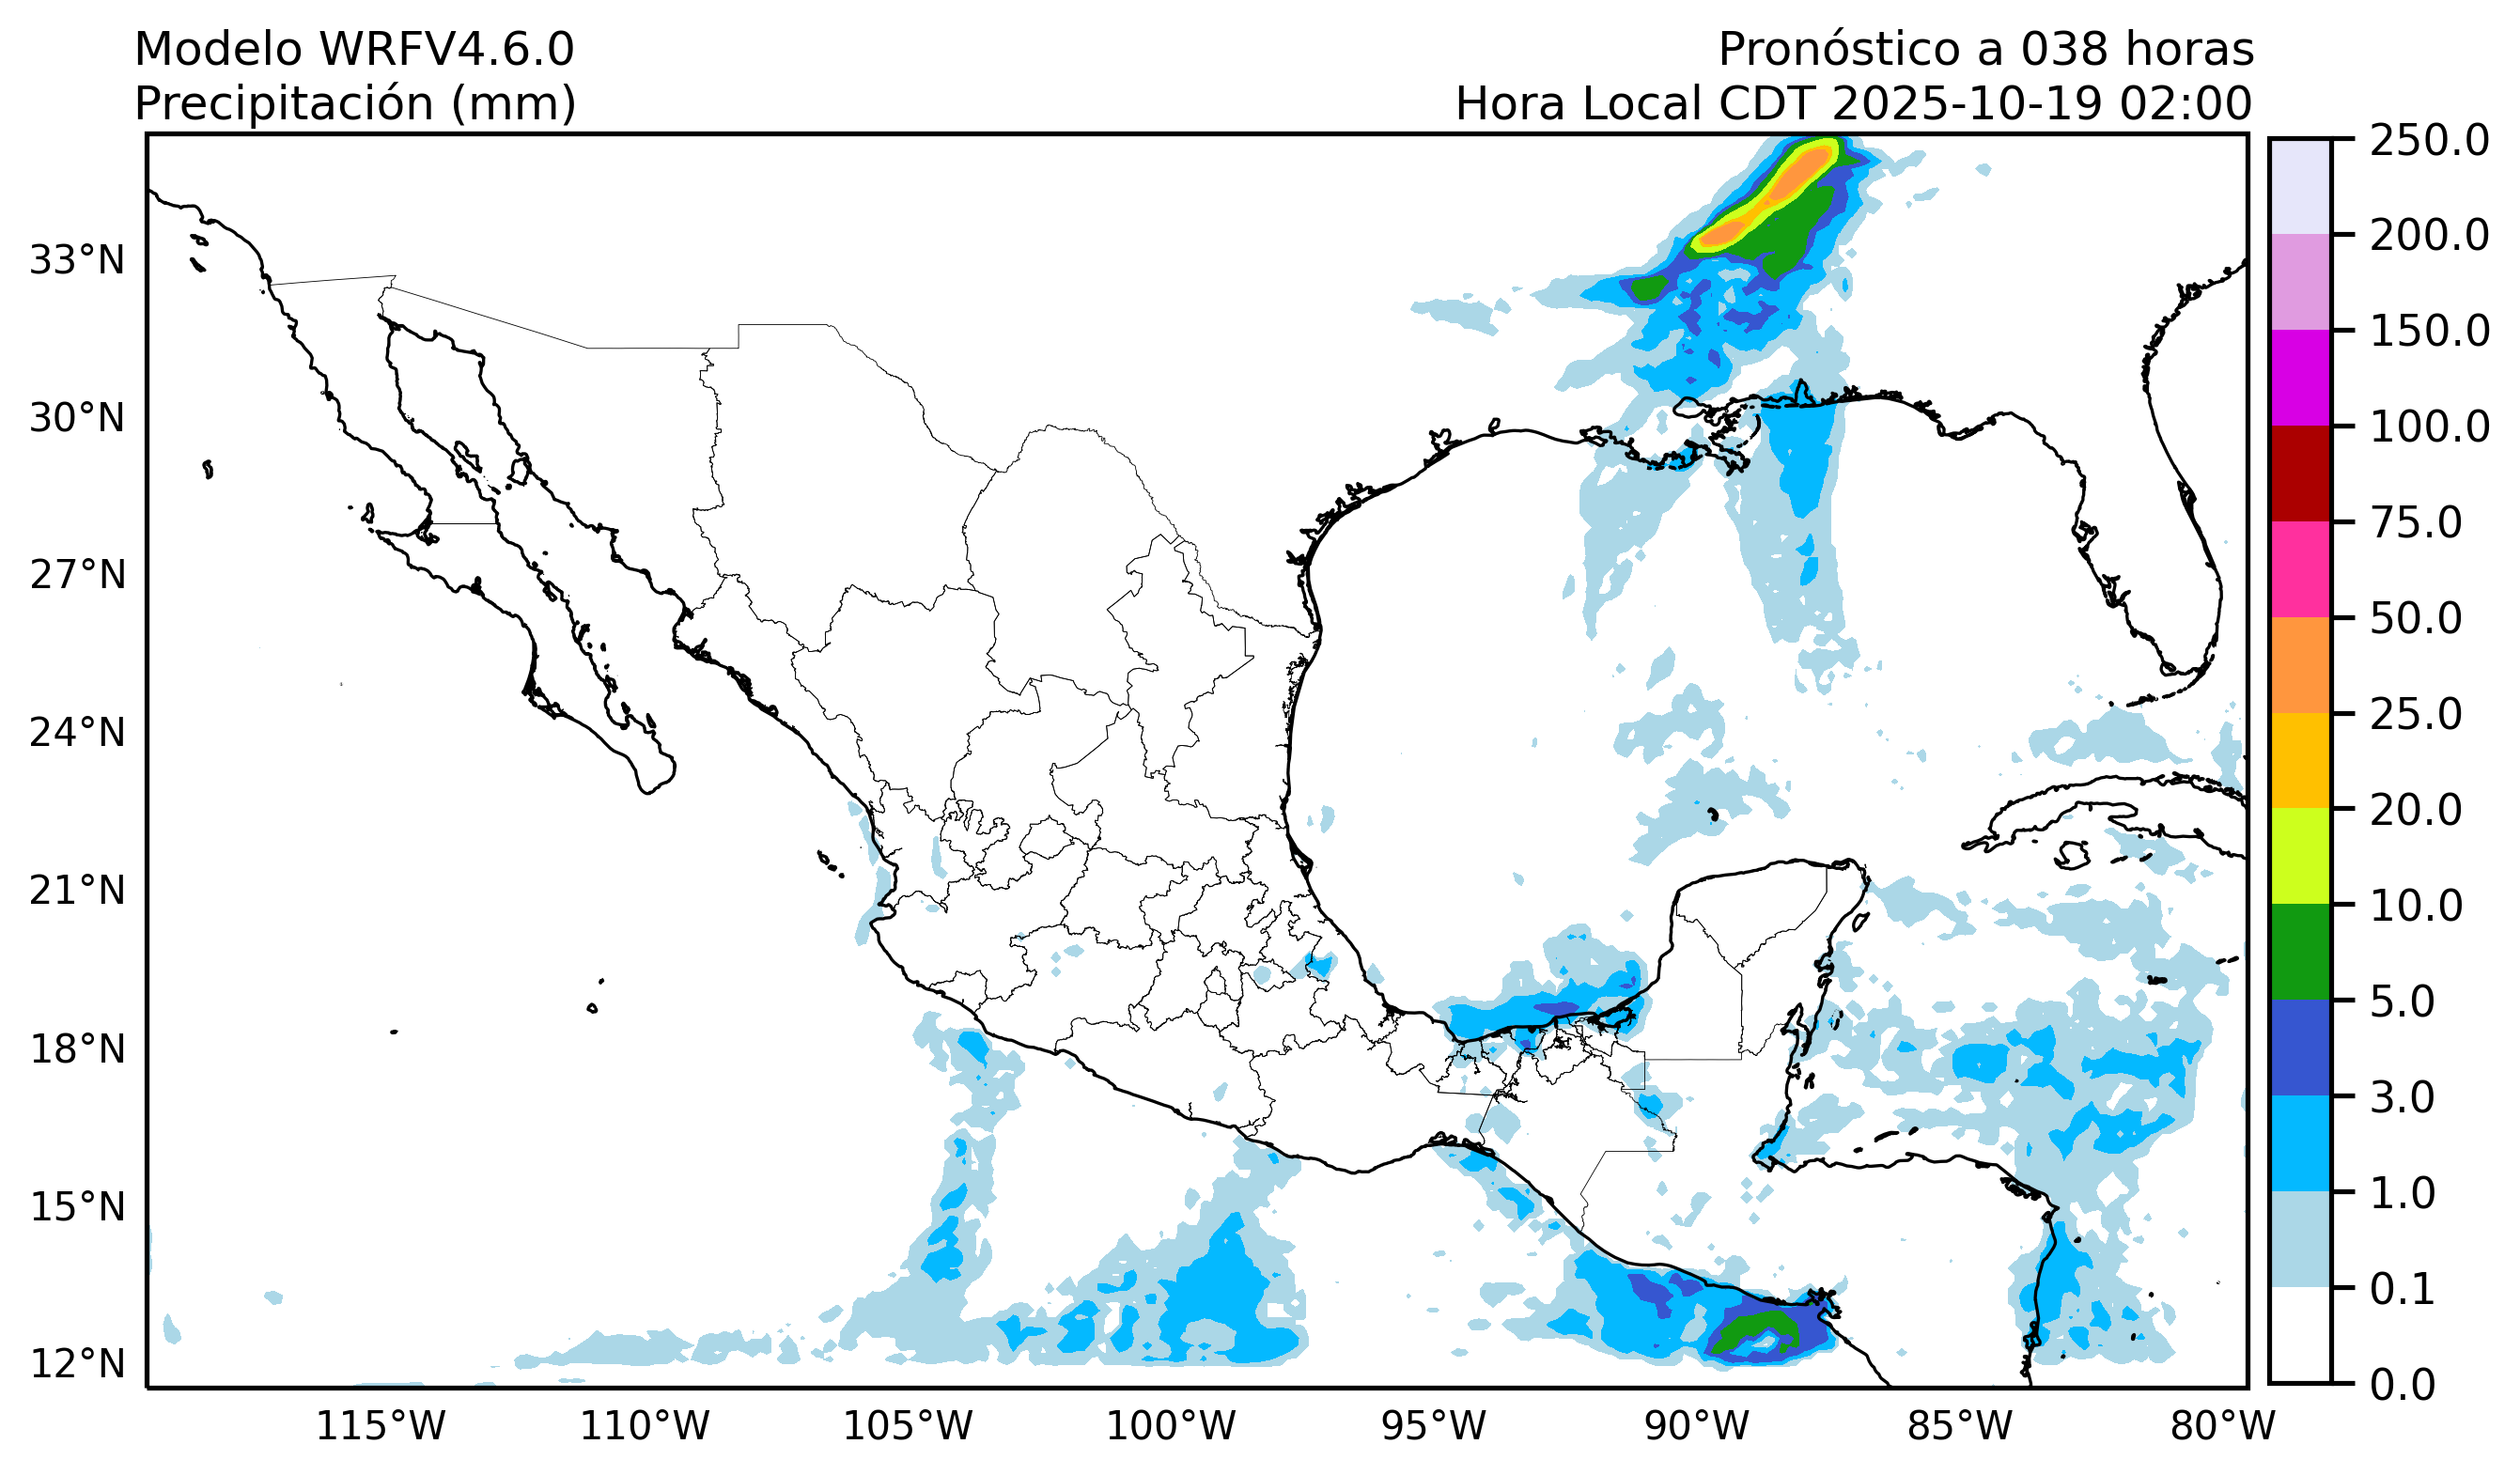 Modelo WRFV4.6.0
Precipitación (mm)
Pronóstico a 038 horas
Hora Local CDT 2025-10-19 02:00
33°N
30°N
27°N
24°N
21°N
18°N
15°N
12°N
115°W
110°W
105°W
100°W
95°W
90°W
85°W
80°W
250.0
200.0
150.0
100.0
75.0
50.0
25.0
20.0
10.0
5.0
3.0
1.0
0.1
0.0